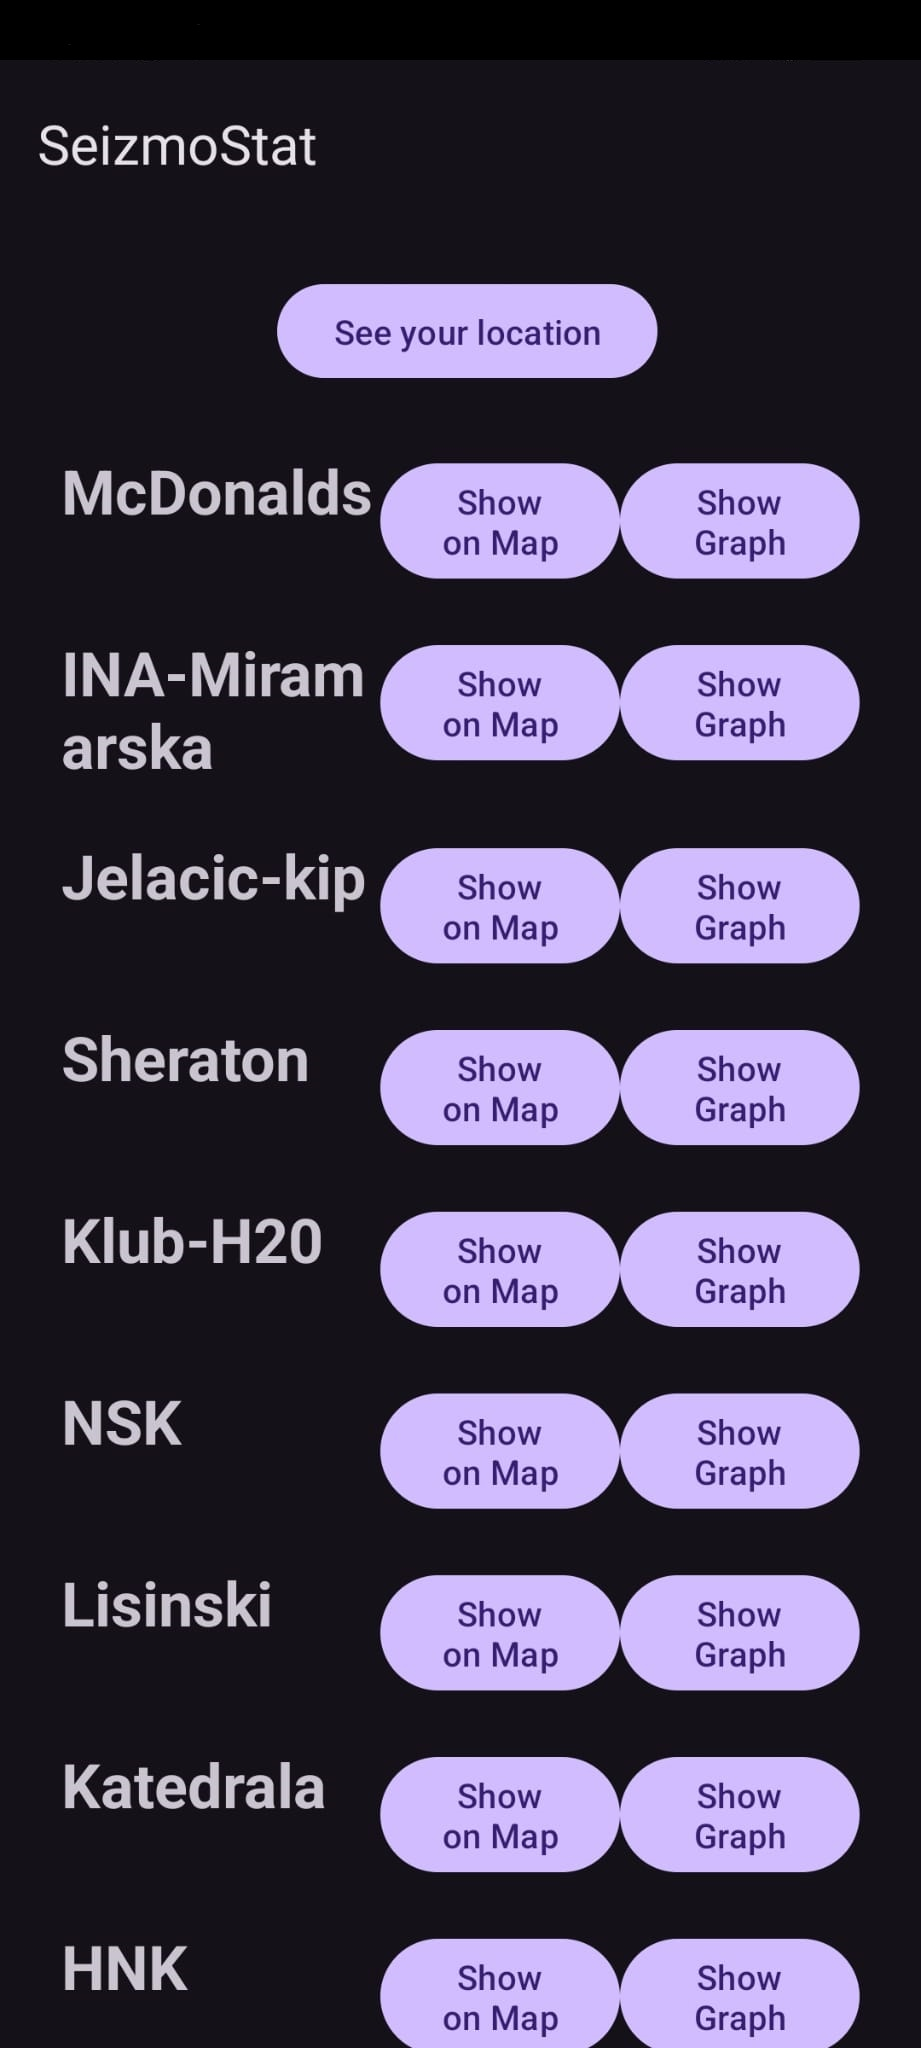 SeizmoStat
See your location
McDonalds
Show
on Map
Show
Graph
INA-Miram
arska
Show
on Map
Show
Graph
Jelacic-kip
Show
on Map
Show
Graph
Sheraton
Show
on Map
Show
Graph
Klub-H20
Show
on Map
Show
Graph
NSK
Show
on Map
Show
Graph
Lisinski
Show
on Map
Show
Graph
Katedrala
Show
on Map
Show
Graph
HNK
Show
on Map
Show
Graph